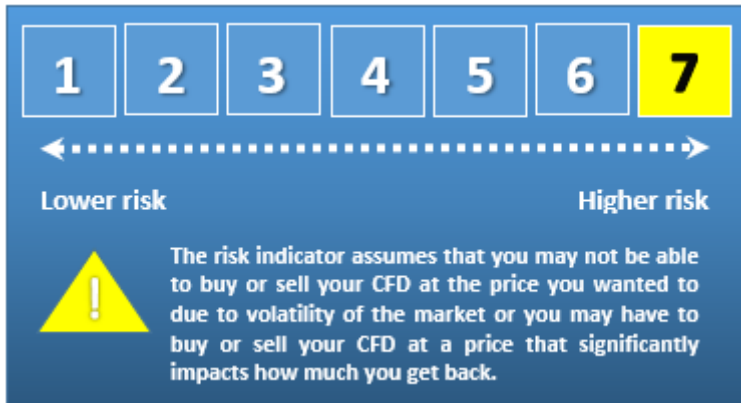 1 2 3 4 5 6 7
Lower risk Higher risk
!
The risk indicator assumes that you may not be able
to buy or sell your CFD at the price you wanted to
due to volatility of the market or you may have to
buy or sell your CFD at a price that significantly
impacts how much you get back.